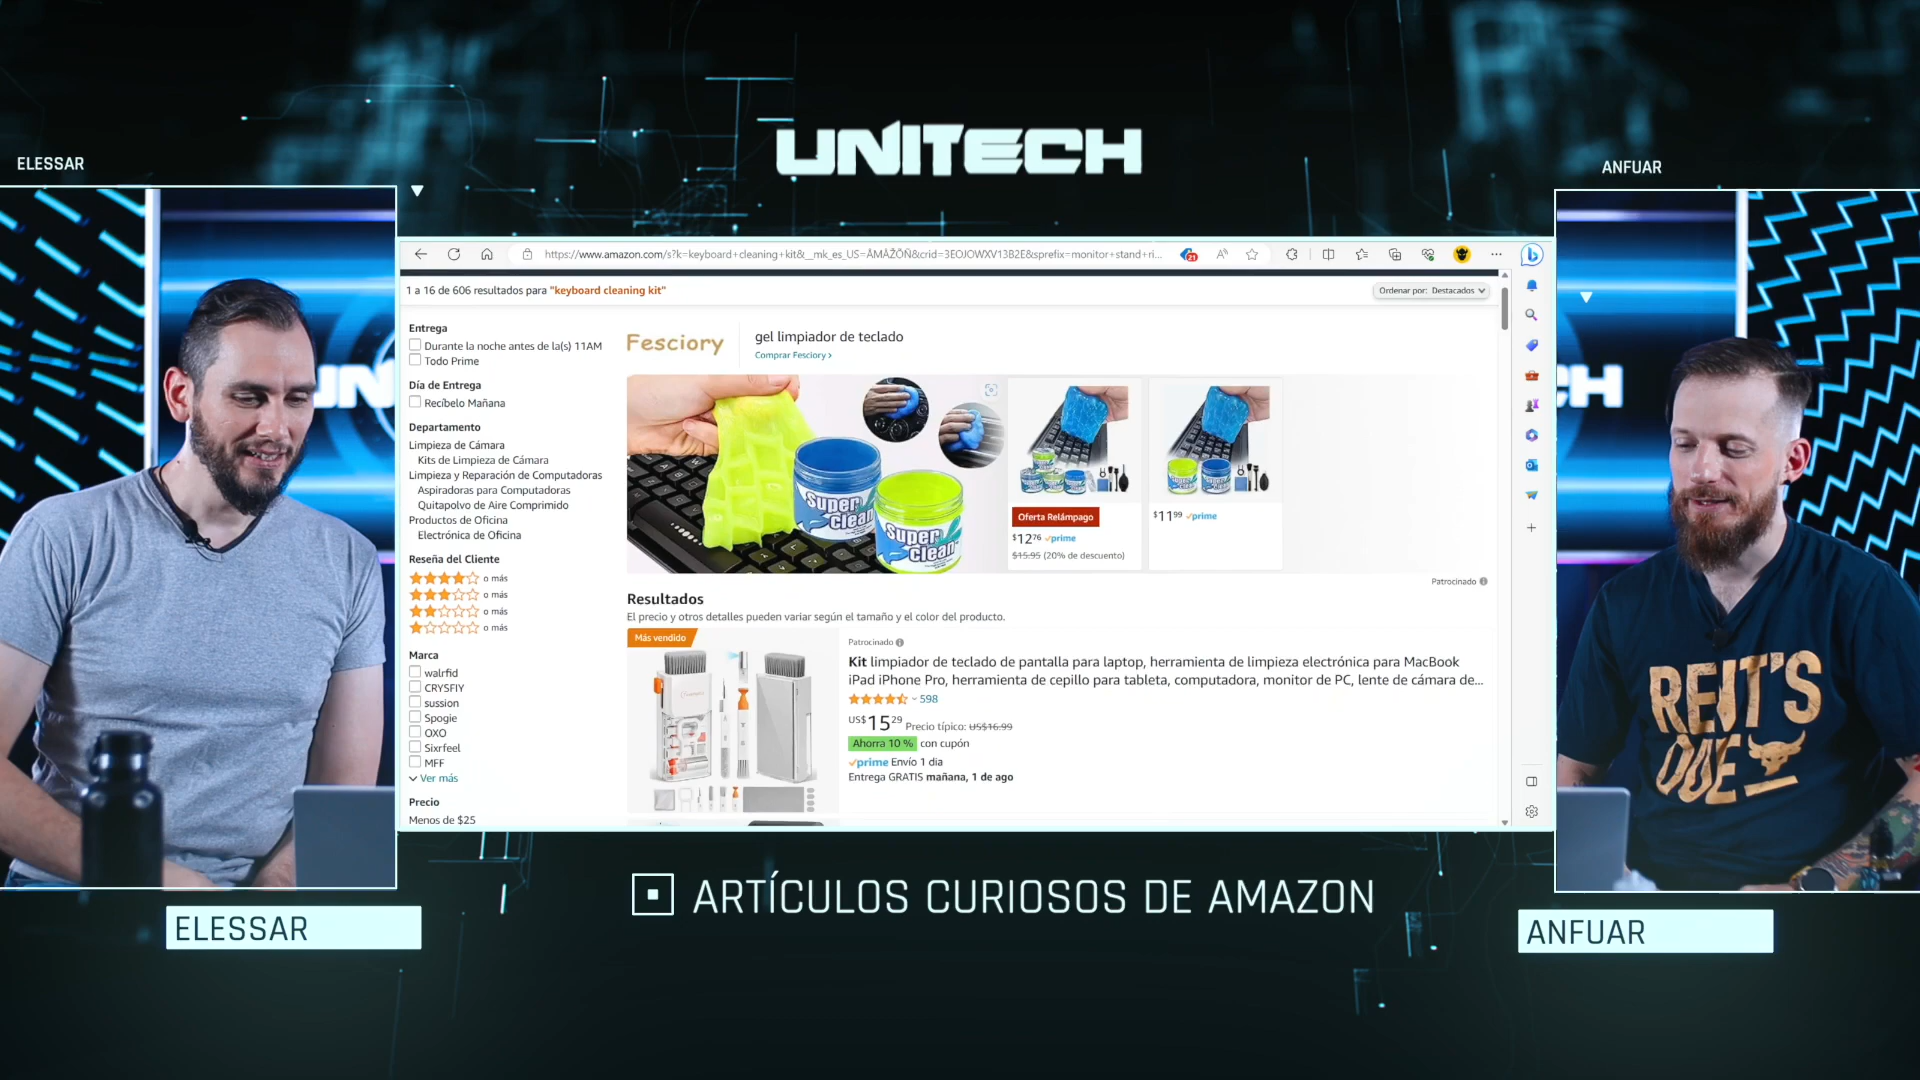 UNITECH
ELESSAR
ANFUAR
https://www.amazon.com/s?k=keyboard+cleaning+kit&__mk_es_US=ÅMÅŽÕÑ&crid=3EOJOWXV13B2E&sprefix=monitor+stand+ri...
21
1 a 16 de 606 resultados para "keyboard cleaning kit"
Ordenar por: Destacados
Entrega
Durante la noche antes de la(s) 11AM
Todo Prime
Día de Entrega
Recíbelo Mañana
Departamento
Limpieza de Cámara
Kits de Limpieza de Cámara
Limpieza y Reparación de Computadoras
Aspiradoras para Computadoras
Quitapolvo de Aire Comprimido
Productos de Oficina
Electrónica de Oficina
Reseña del Cliente
o más
o más
o más
o más
Marca
walrfid
CRYSFIY
sussion
Spogie
OXO
Sixrfeel
MFF
Ver más
Precio
Menos de $25
Fesciory
gel limpiador de teclado
Comprar Fesciory ›
Super Clean
Super Clean
Oferta Relámpago
$12 76 prime
$15.95 (20% de descuento)
$11 99 prime
Patrocinado
Resultados
El precio y otros detalles pueden variar según el tamaño y el color del producto.
Más vendido
Patrocinado
Kit limpiador de teclado de pantalla para laptop, herramienta de limpieza electrónica para MacBook
iPad iPhone Pro, herramienta de cepillo para tableta, computadora, monitor de PC, lente de cámara de...
598
US$ 15 29 Precio típico: US$16.99
Ahorra 10 % con cupón
prime Envío 1 día
Entrega GRATIS mañana, 1 de ago
UN
CH
RENT'S
DUE
ARTÍCULOS CURIOSOS DE AMAZON
ELESSAR
ANFUAR